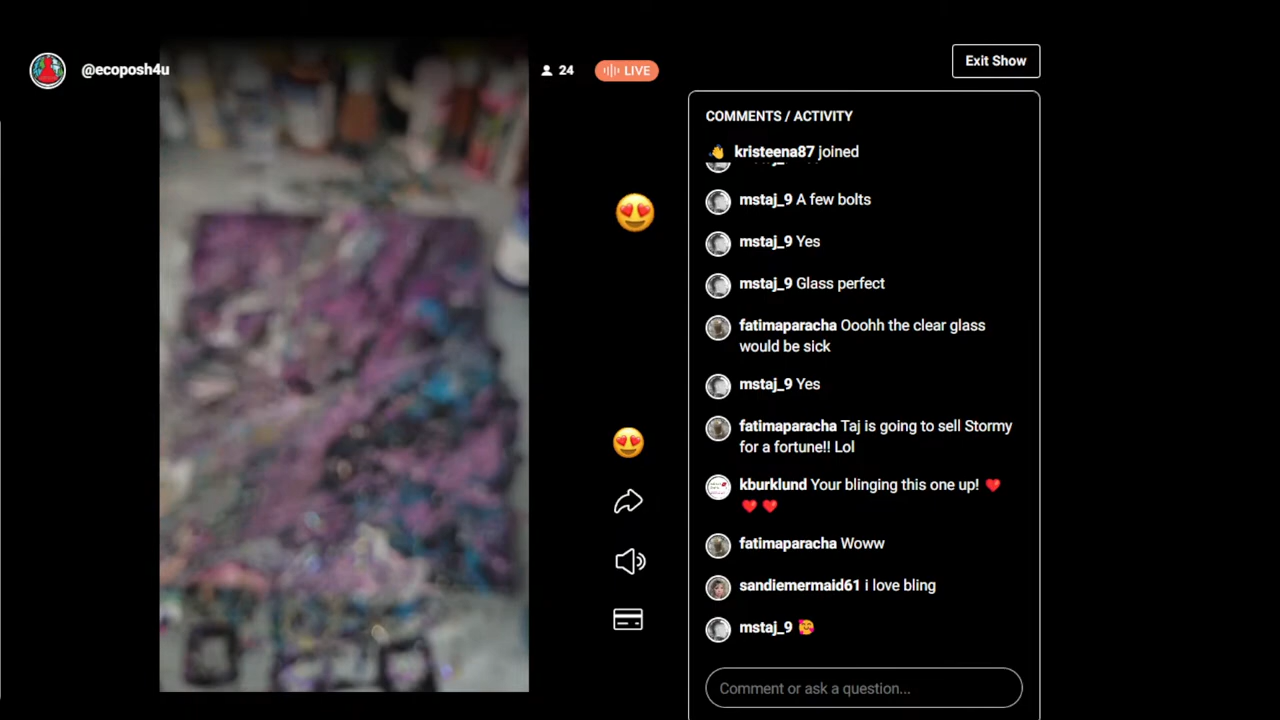 @ecoposh4u
24
LIVE
Exit Show
COMMENTS / ACTIVITY
kristeena87 joined
mstaj_9 A few bolts
mstaj_9 Yes
mstaj_9 Glass perfect
fatimaparacha Ooohh the clear glass
would be sick
mstaj_9 Yes
fatimaparacha Taj is going to sell Stormy
for a fortune!! Lol
kburklund Your blinging this one up! ❤️
❤️ ❤️
fatimaparacha Woww
sandiemermaid61 i love bling
mstaj_9 🥰
Comment or ask a question...